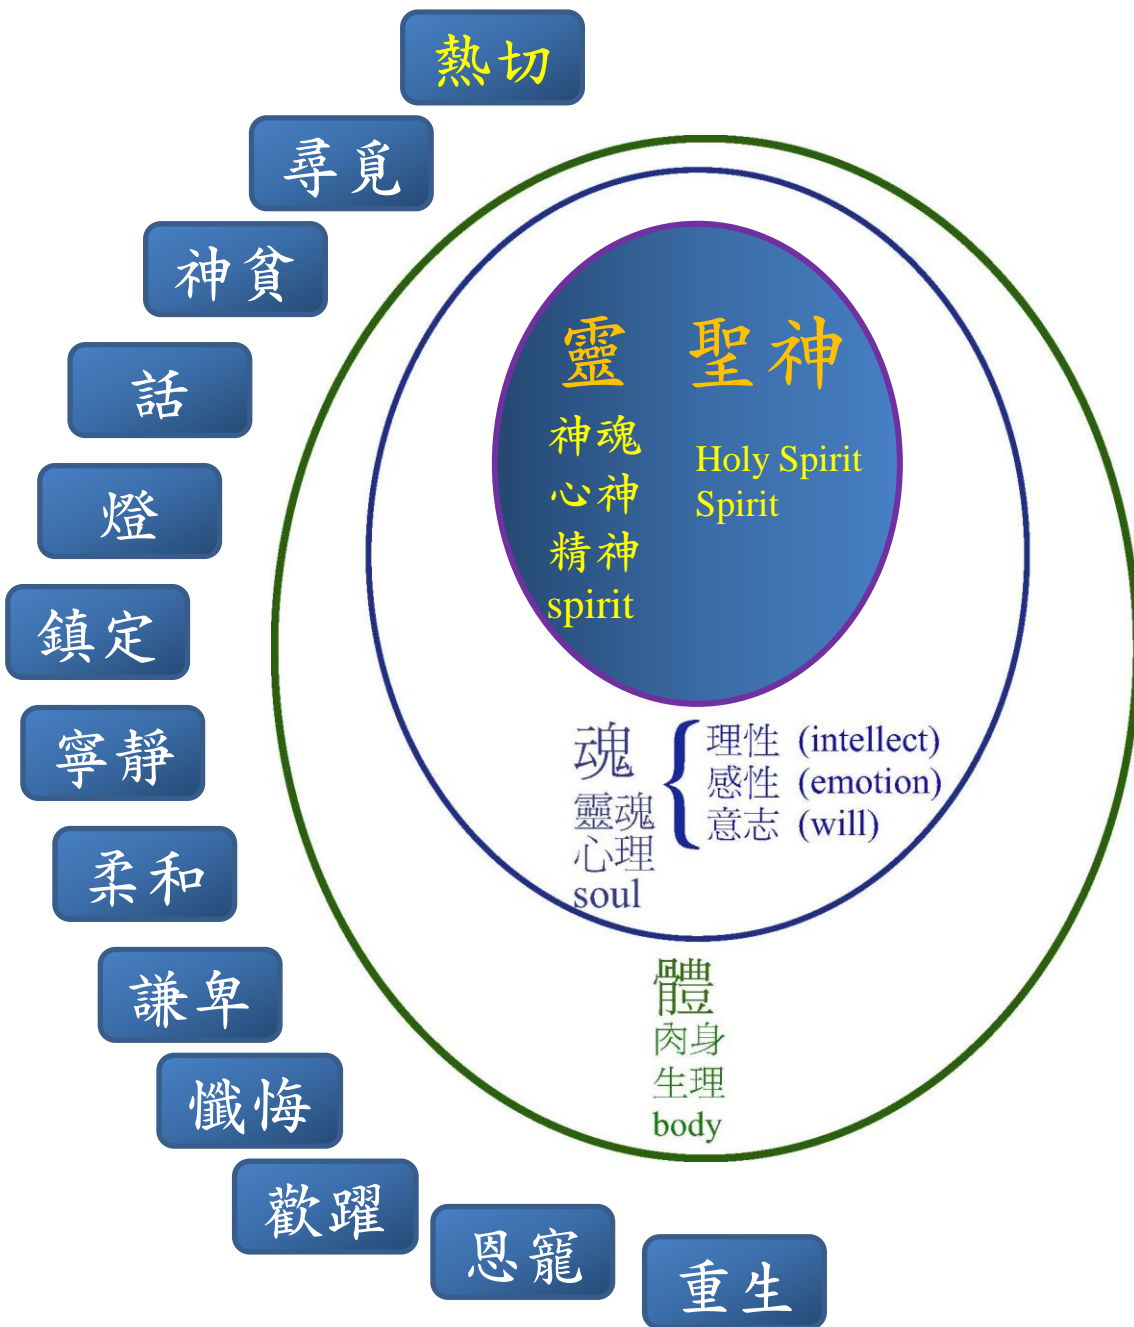 熱切
尋覓
神貧
話
燈
鎮定
寧靜
柔和
謙卑
懺悔
歡躍
恩寵
重生
靈 聖神
神魂
心神
精神
spirit
Holy Spirit
Spirit
魂
靈魂
心理
soul
理性 (intellect)
感性 (emotion)
意志 (will)
體
肉身
生理
body